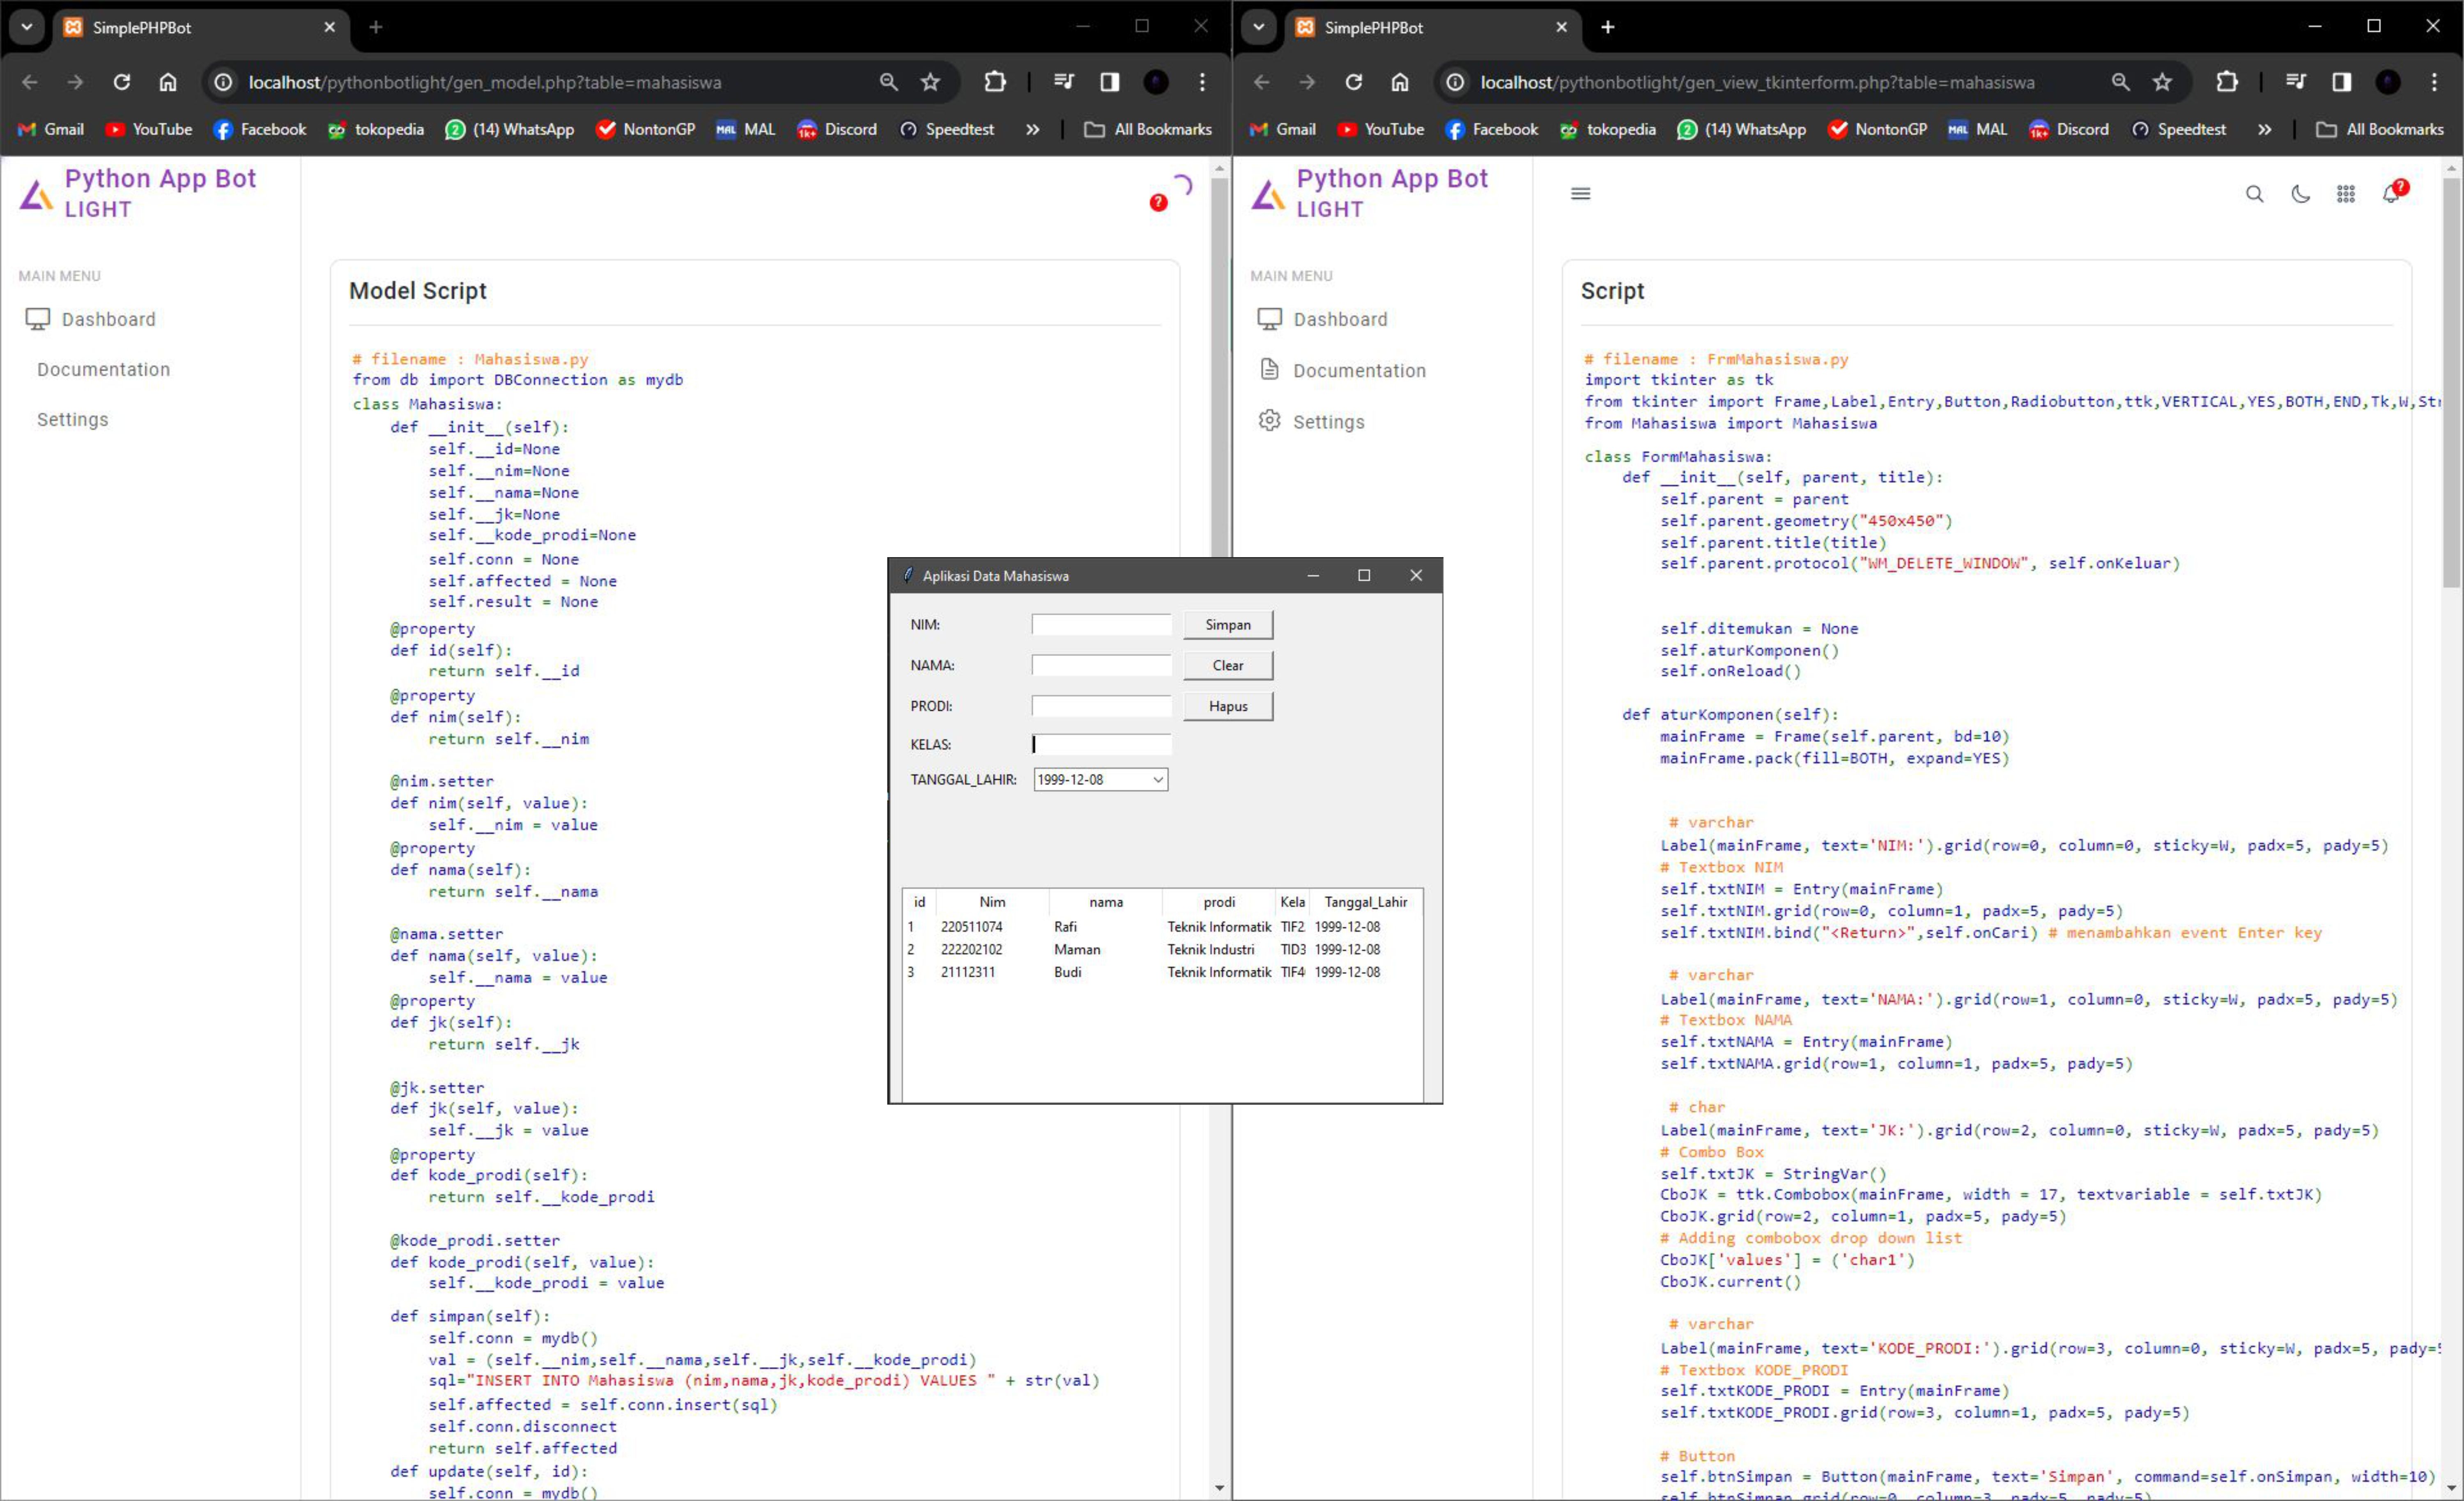 SimplePHPBot
localhost/pythonbotlight/gen_model.php?table=mahasiswa
Gmail YouTube Facebook tokopedia (14) WhatsApp NontonGP MAL MAL Discord Speedtest » All Bookmarks
Python App Bot
LIGHT
?
MAIN MENU
Dashboard
Documentation
Settings
Model Script
# filename : Mahasiswa.py
from db import DBConnection as mydb
class Mahasiswa:
    def __init__(self):
        self.__id=None
        self.__nim=None
        self.__nama=None
        self.__jk=None
        self.__kode_prodi=None
        self.conn = None
        self.affected = None
        self.result = None
    @property
    def id(self):
        return self.__id
    @property
    def nim(self):
        return self.__nim
    @nim.setter
    def nim(self, value):
        self.__nim = value
    @property
    def nama(self):
        return self.__nama
    @nama.setter
    def nama(self, value):
        self.__nama = value
    @property
    def jk(self):
        return self.__jk
    @jk.setter
    def jk(self, value):
        self.__jk = value
    @property
    def kode_prodi(self):
        return self.__kode_prodi
    @kode_prodi.setter
    def kode_prodi(self, value):
        self.__kode_prodi = value
    def simpan(self):
        self.conn = mydb()
        val = (self.__nim,self.__nama,self.__jk,self.__kode_prodi)
        sql="INSERT INTO Mahasiswa (nim,nama,jk,kode_prodi) VALUES " + str(val)
        self.affected = self.conn.insert(sql)
        self.conn.disconnect
        return self.affected
    def update(self, id):
        self.conn = mydb()
Aplikasi Data Mahasiswa
NIM: Simpan
NAMA: Clear
PRODI: Hapus
KELAS:
TANGGAL_LAHIR: 1999-12-08
id Nim nama prodi Kela Tanggal_Lahir
1 220511074 Rafi Teknik Informatik TIF2 1999-12-08
2 222202102 Maman Teknik Industri TID3 1999-12-08
3 21112311 Budi Teknik Informatik TIF4 1999-12-08
SimplePHPBot
localhost/pythonbotlight/gen_view_tkinterform.php?table=mahasiswa
Gmail YouTube Facebook tokopedia (14) WhatsApp NontonGP MAL MAL Discord Speedtest » All Bookmarks
Python App Bot
LIGHT
?
MAIN MENU
Dashboard
Documentation
Settings
Script
# filename : FrmMahasiswa.py
import tkinter as tk
from tkinter import Frame,Label,Entry,Button,Radiobutton,ttk,VERTICAL,YES,BOTH,END,Tk,W,Str
from Mahasiswa import Mahasiswa
class FormMahasiswa:
    def __init__(self, parent, title):
        self.parent = parent
        self.parent.geometry("450x450")
        self.parent.title(title)
        self.parent.protocol("WM_DELETE_WINDOW", self.onKeluar)
        self.ditemukan = None
        self.aturKomponen()
        self.onReload()
    def aturKomponen(self):
        mainFrame = Frame(self.parent, bd=10)
        mainFrame.pack(fill=BOTH, expand=YES)
         # varchar
        Label(mainFrame, text='NIM:').grid(row=0, column=0, sticky=W, padx=5, pady=5)
        # Textbox NIM
        self.txtNIM = Entry(mainFrame)
        self.txtNIM.grid(row=0, column=1, padx=5, pady=5)
        self.txtNIM.bind("<Return>",self.onCari) # menambahkan event Enter key
         # varchar
        Label(mainFrame, text='NAMA:').grid(row=1, column=0, sticky=W, padx=5, pady=5)
        # Textbox NAMA
        self.txtNAMA = Entry(mainFrame)
        self.txtNAMA.grid(row=1, column=1, padx=5, pady=5)
         # char
        Label(mainFrame, text='JK:').grid(row=2, column=0, sticky=W, padx=5, pady=5)
        # Combo Box
        self.txtJK = StringVar()
        CboJK = ttk.Combobox(mainFrame, width = 17, textvariable = self.txtJK)
        CboJK.grid(row=2, column=1, padx=5, pady=5)
        # Adding combobox drop down list
        CboJK['values'] = ('char1')
        CboJK.current()
         # varchar
        Label(mainFrame, text='KODE_PRODI:').grid(row=3, column=0, sticky=W, padx=5, pady=5
        # Textbox KODE_PRODI
        self.txtKODE_PRODI = Entry(mainFrame)
        self.txtKODE_PRODI.grid(row=3, column=1, padx=5, pady=5)
        # Button
        self.btnSimpan = Button(mainFrame, text='Simpan', command=self.onSimpan, width=10)
        self.btnSimpan.grid(row=0, column=3, padx=5, pady=5)